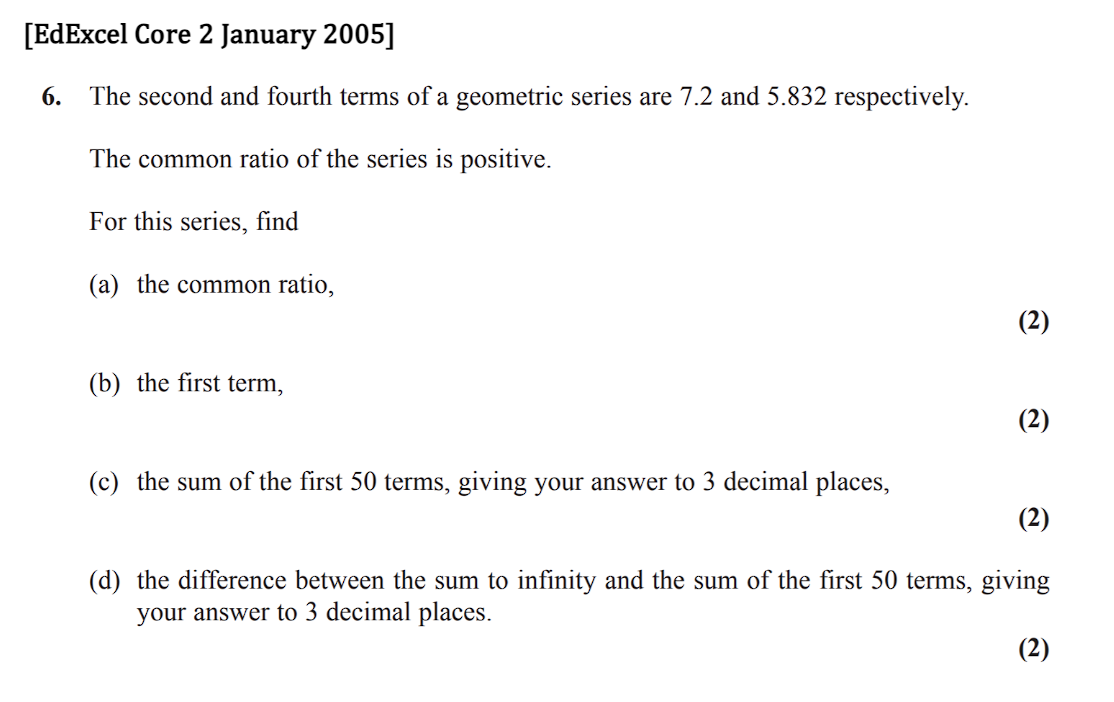 [EdExcel Core 2 January 2005]
6. The second and fourth terms of a geometric series are 7.2 and 5.832 respectively.
The common ratio of the series is positive.
For this series, find
(a) the common ratio,
(2)
(b) the first term,
(2)
(c) the sum of the first 50 terms, giving your answer to 3 decimal places,
(2)
(d) the difference between the sum to infinity and the sum of the first 50 terms, giving
your answer to 3 decimal places.
(2)